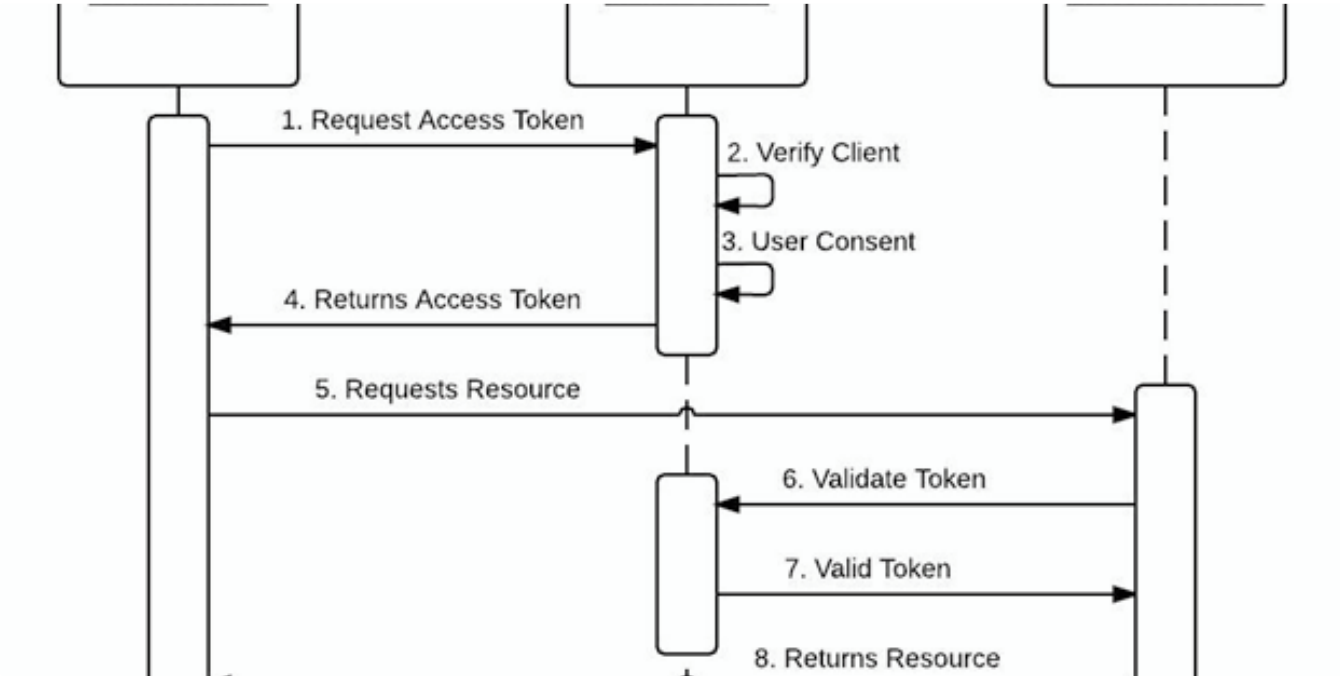 1. Request Access Token
2. Verify Client
3. User Consent
4. Returns Access Token
5. Requests Resource
6. Validate Token
7. Valid Token
8. Returns Resource